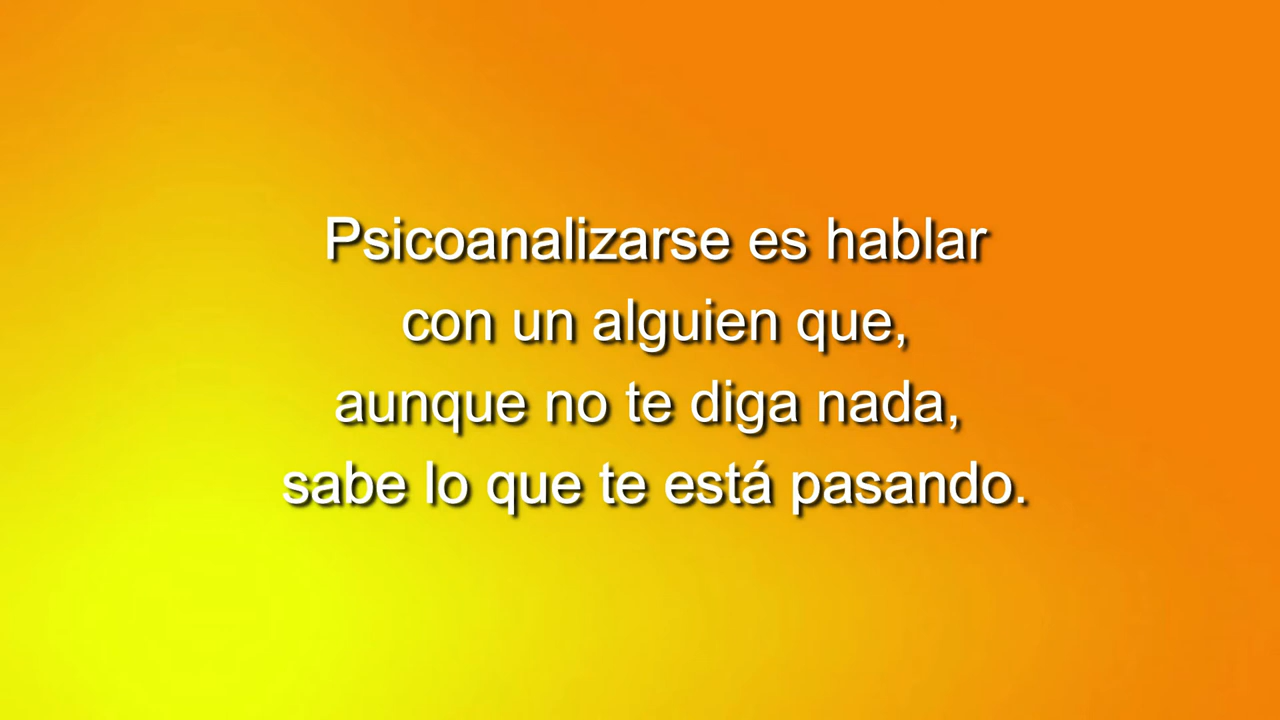 Psicoanalizarse es hablar
con un alguien que,
aunque no te diga nada,
sabe lo que te está pasando.